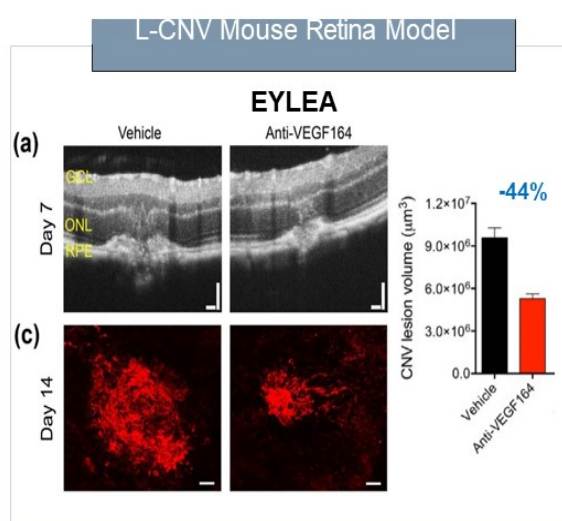 L-CNV Mouse Retina Model
EYLEA
(a)
Vehicle
Anti-VEGF164
Day 7
GCL
ONL
RPE
-44%
CNV lesion volume (μm³)
1.2×10⁷
9.0×10⁶
6.0×10⁶
3.0×10⁶
0.0
Vehicle
Anti-VEGF164
(c)
Day 14